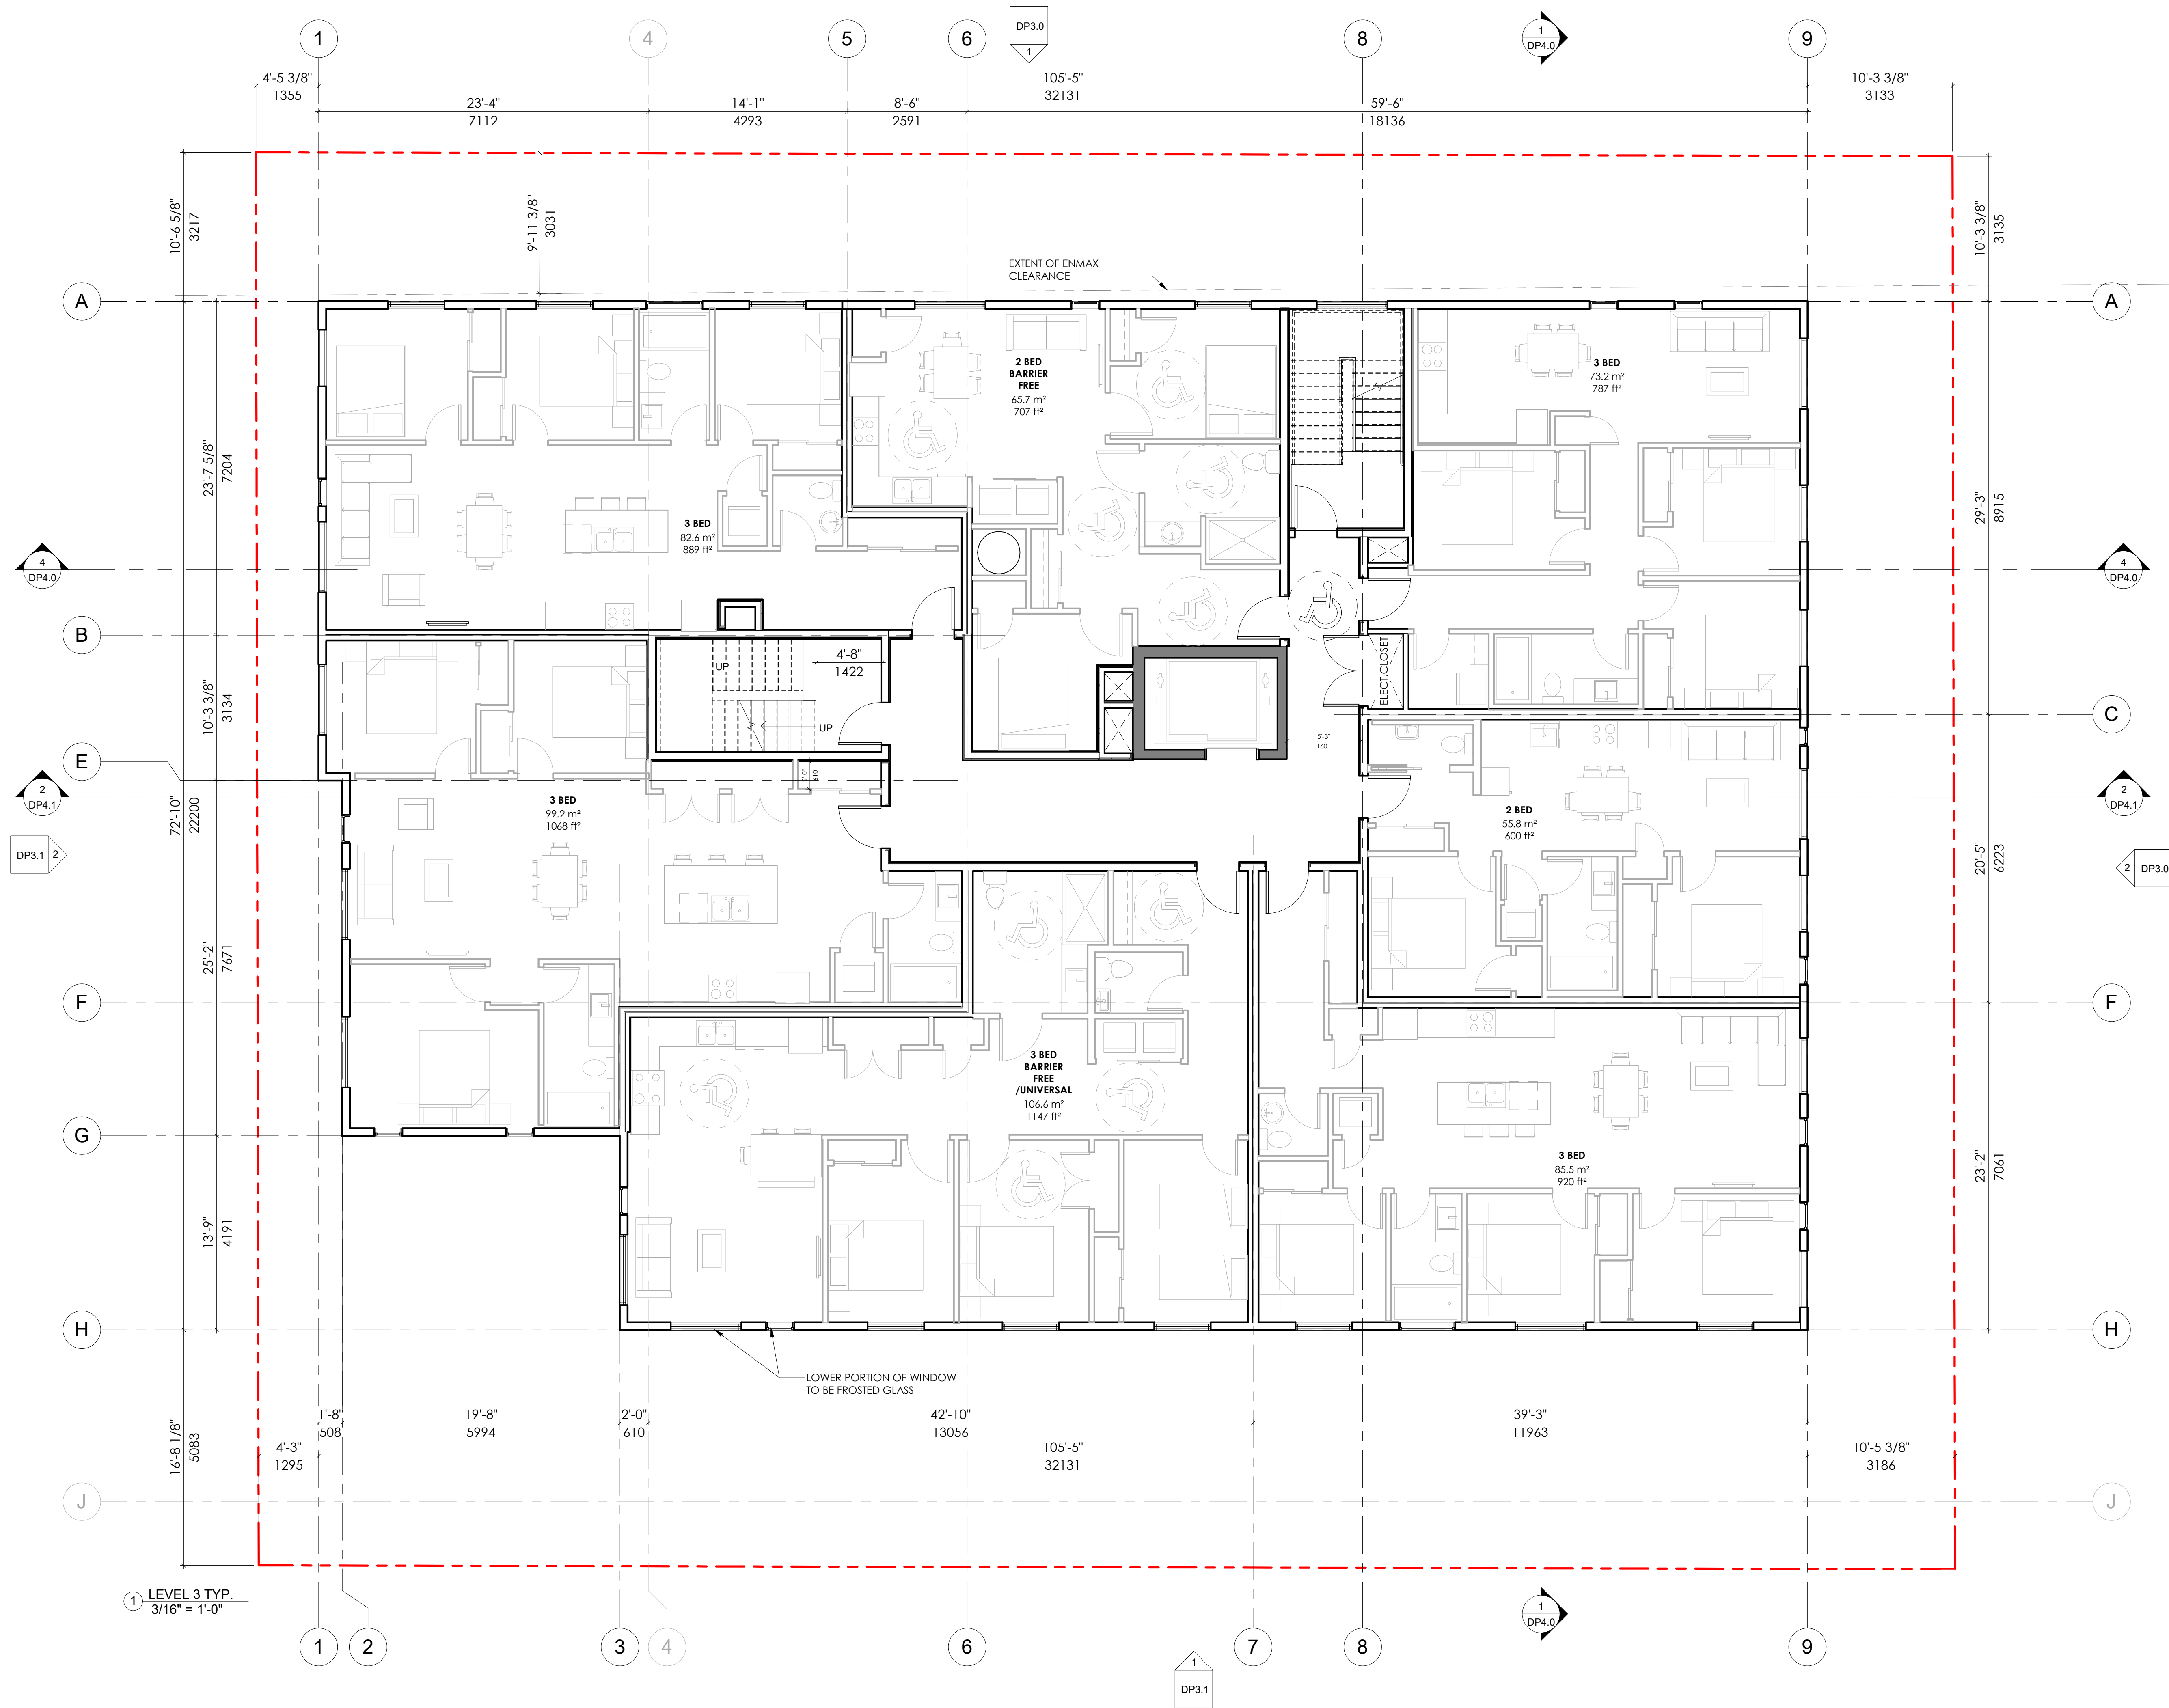 1
4
5
6
8
9
DP3.0
1
1
DP4.0
4'-5 3/8"
1355
105'-5"
32131
10'-3 3/8"
3133
23'-4"
7112
14'-1"
4293
8'-6"
2591
59'-6"
18136
10'-6 5/8"
3217
9'-11 3/8"
3031
10'-3 3/8"
3135
EXTENT OF ENMAX
CLEARANCE
A
A
2 BED
BARRIER
FREE
65.7 m²
707 ft²
3 BED
73.2 m²
787 ft²
23'-7 5/8"
7204
29'-3"
8915
3 BED
82.6 m²
889 ft²
4
DP4.0
4
DP4.0
B
UP
4'-8"
1422
UP
ELECT.CLOSET
10'-3 3/8"
3134
C
5'-3"
1601
E
2'-0"
610
2
DP4.1
2
DP4.1
3 BED
99.2 m²
1068 ft²
2 BED
55.8 m²
600 ft²
72'-10"
22200
DP3.1
2
2
DP3.0
20'-5"
6223
25'-2"
7671
F
F
3 BED
BARRIER
FREE
/UNIVERSAL
106.6 m²
1147 ft²
G
3 BED
85.5 m²
920 ft²
23'-2"
7061
13'-9"
4191
H
H
LOWER PORTION OF WINDOW
TO BE FROSTED GLASS
1'-8"
508
19'-8"
5994
2'-0"
610
42'-10"
13056
39'-3"
11963
16'-8 1/8"
5083
4'-3"
1295
105'-5"
32131
10'-5 3/8"
3186
J
J
1
LEVEL 3 TYP.
3/16" = 1'-0"
1
DP4.0
1
2
3
4
6
7
8
9
1
DP3.1